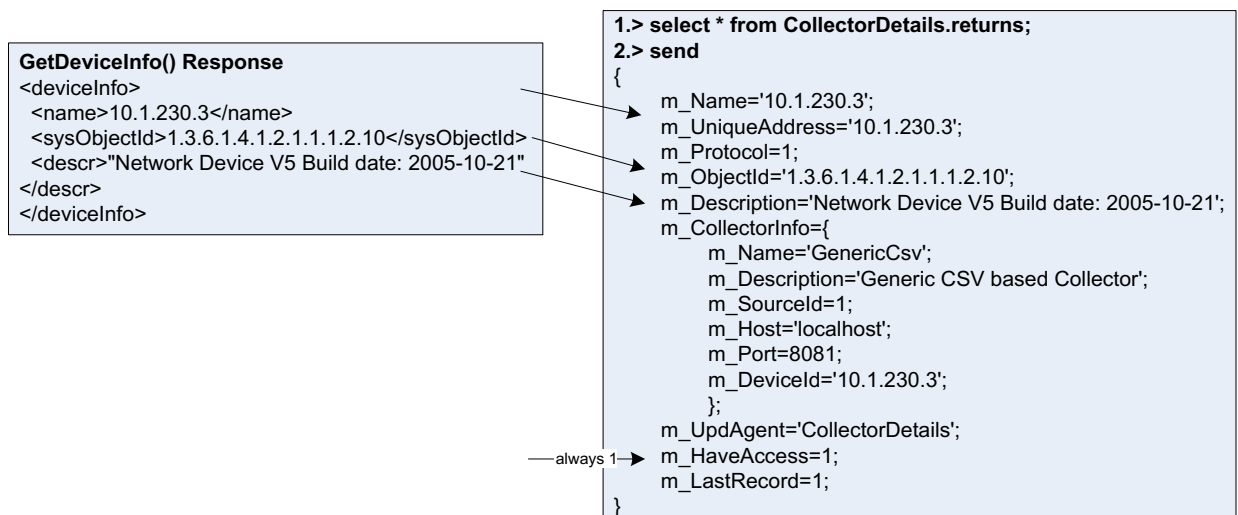 GetDeviceInfo() Response
<deviceInfo>
<name>10.1.230.3</name>
<sysObjectId>1.3.6.1.4.1.2.1.1.1.2.10</sysObjectId>
<descr>"Network Device V5 Build date: 2005-10-21"
</descr>
</deviceInfo>
1.> select * from CollectorDetails.returns;
2.> send
{
m_Name='10.1.230.3';
m_UniqueAddress='10.1.230.3';
m_Protocol=1;
m_ObjectId='1.3.6.1.4.1.2.1.1.1.2.10';
m_Description='Network Device V5 Build date: 2005-10-21';
m_CollectorInfo={
m_Name='GenericCsv';
m_Description='Generic CSV based Collector';
m_SourceId=1;
m_Host='localhost';
m_Port=8081;
m_DeviceId='10.1.230.3';
};
m_UpdAgent='CollectorDetails';
always 1
m_HaveAccess=1;
m_LastRecord=1;
}